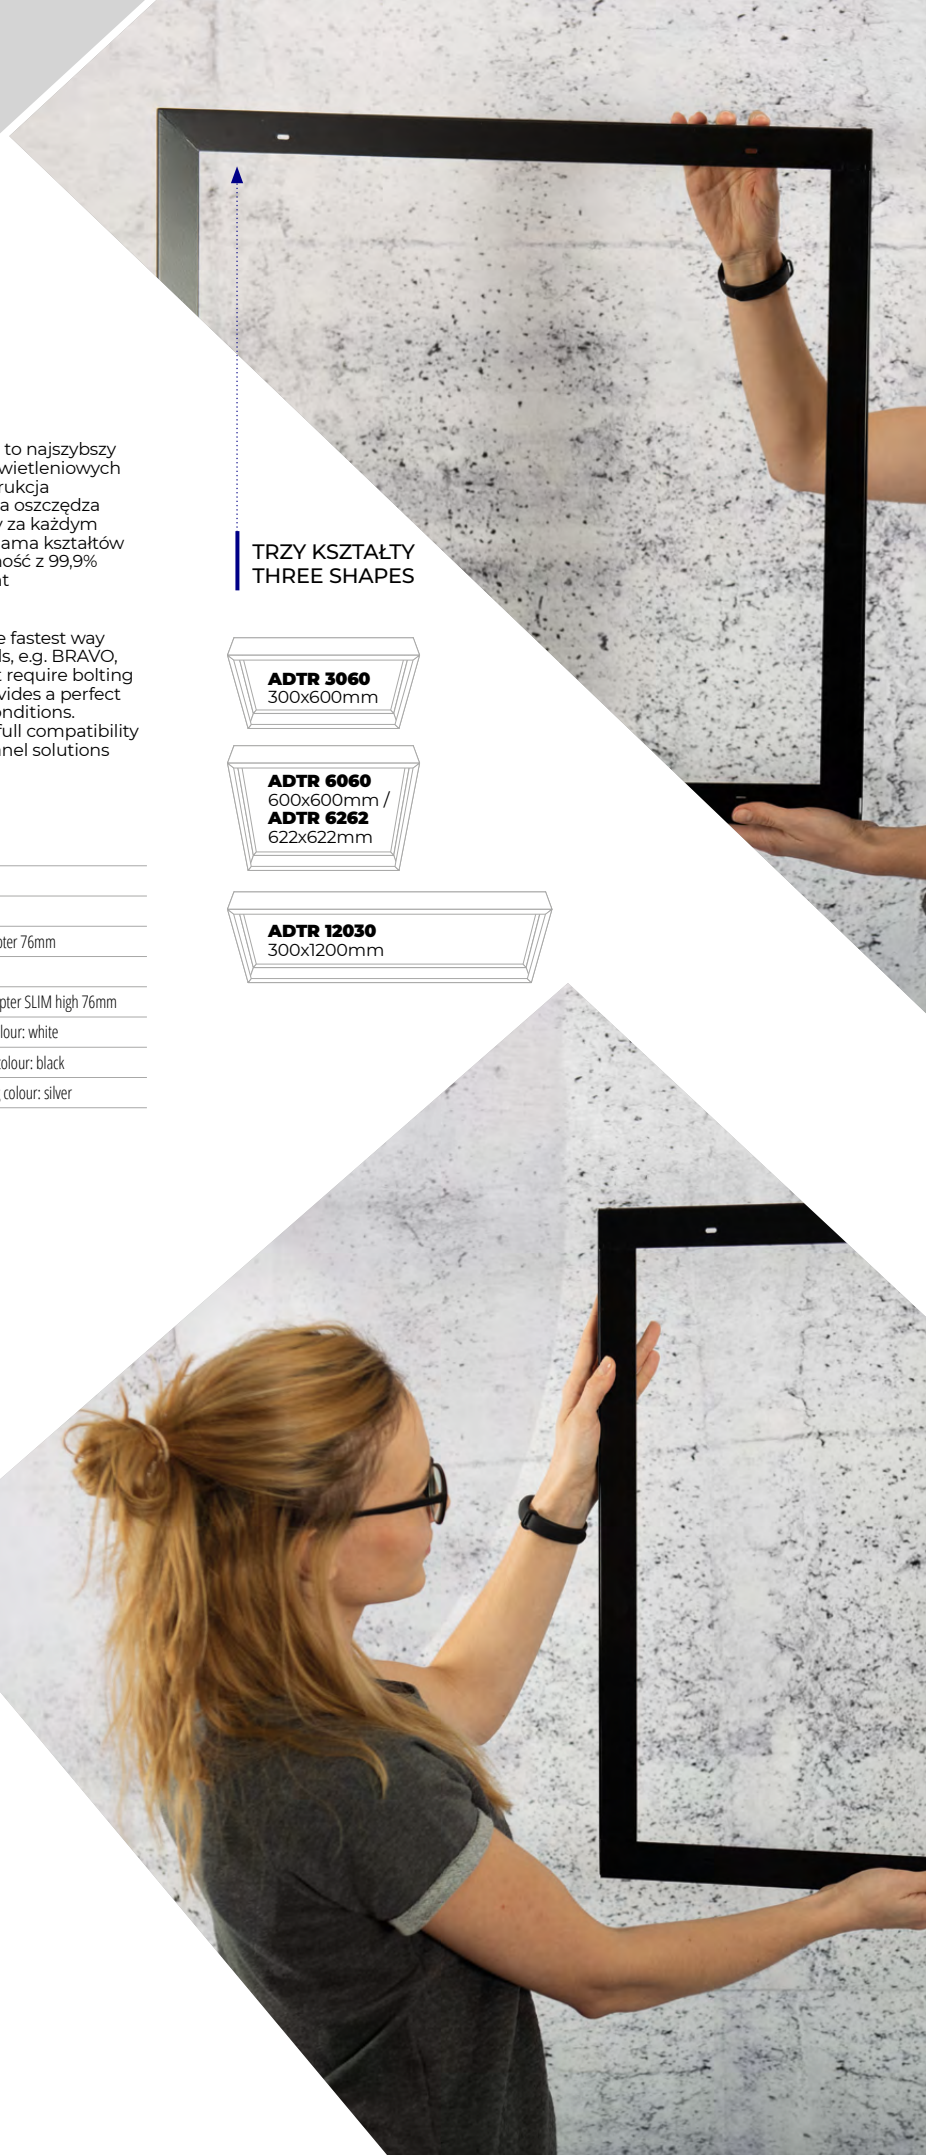 to najszybszy
wietleniowych
rukcja
a oszczędza
za każdym
ama kształtów
ność z 99,9%
nt
e fastest way
ls, e.g. BRAVO,
t require bolting
vides a perfect
onditions.
full compatibility
nel solutions
pter 76mm
pter SLIM high 76mm
lour: white
colour: black
colour: silver
TRZY KSZTAŁTY
THREE SHAPES
ADTR 3060
300x600mm
ADTR 6060
600x600mm /
ADTR 6262
622x622mm
ADTR 12030
300x1200mm